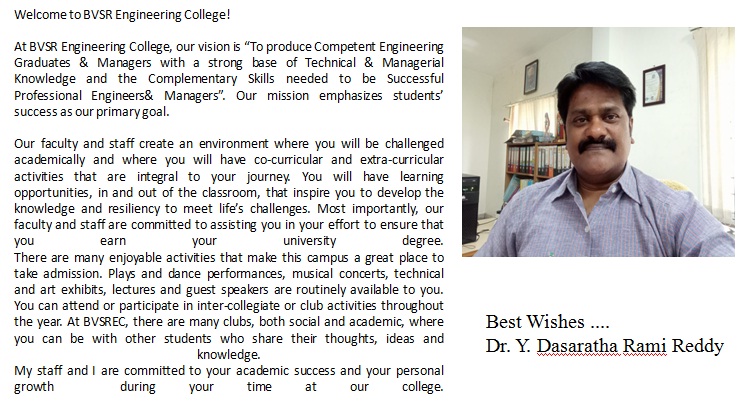 Welcome to BVSR Engineering College!
At BVSR Engineering College, our vision is “To produce Competent Engineering
Graduates & Managers with a strong base of Technical & Managerial
Knowledge and the Complementary Skills needed to be Successful
Professional Engineers& Managers”. Our mission emphasizes students’
success as our primary goal.
Our faculty and staff create an environment where you will be challenged
academically and where you will have co-curricular and extra-curricular
activities that are integral to your journey. You will have learning
opportunities, in and out of the classroom, that inspire you to develop the
knowledge and resiliency to meet life’s challenges. Most importantly, our
faculty and staff are committed to assisting you in your effort to ensure that
you earn your university degree.
There are many enjoyable activities that make this campus a great place to
take admission. Plays and dance performances, musical concerts, technical
and art exhibits, lectures and guest speakers are routinely available to you.
You can attend or participate in inter-collegiate or club activities throughout
the year. At BVSREC, there are many clubs, both social and academic, where
you can be with other students who share their thoughts, ideas and
knowledge.
My staff and I are committed to your academic success and your personal
growth during your time at our college.
Best Wishes ....
Dr. Y. Dasaratha Rami Reddy